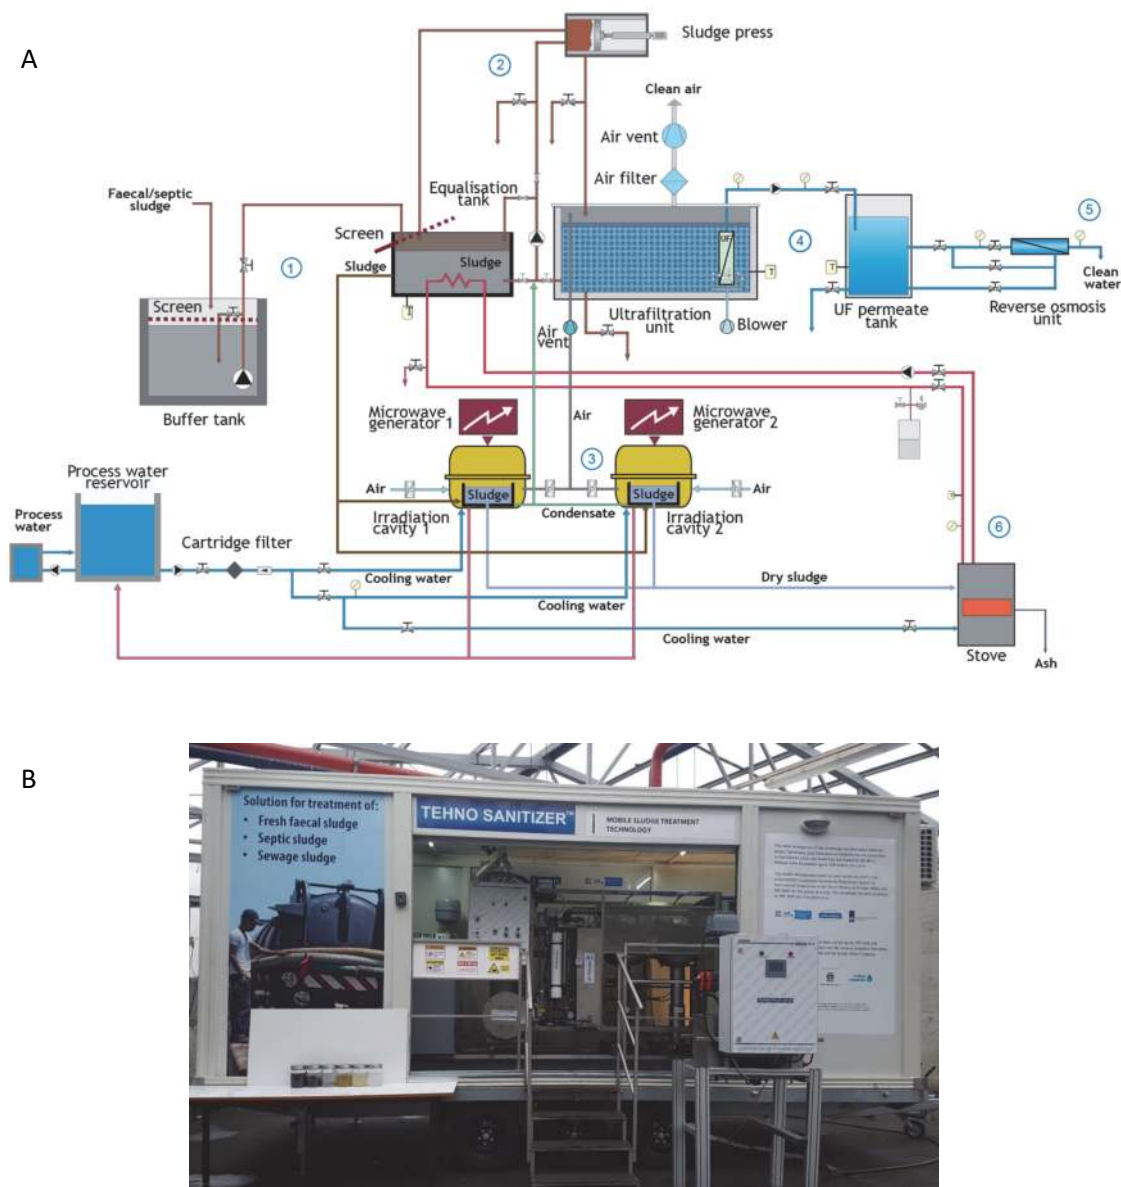 A
Sludge press
2
Clean air
Air vent
Air filter
Faecal/septic
sludge
Equalisation
tank
Screen
Sludge
Sludge
1
Screen
Buffer tank
UF
4
5
Clean
water
T
T
T
Ultrafiltration
unit
Blower
UF permeate
tank
Reverse osmosis
unit
Air
vent
Air
Microwave
generator 1
Microwave
generator 2
3
Process water
reservoir
Air
Sludge
Sludge
Air
Condensate
Irradiation
cavity 1
Irradiation
cavity 2
6
Process
water
Cartridge filter
Cooling water
Dry sludge
Cooling water
Cooling water
Stove
Ash
B
Solution for treatment of:
• Fresh faecal sludge
• Septic sludge
• Sewage sludge
TEHNO SANITIZER™
MOBILE SLUDGE TREATMENT
TECHNOLOGY